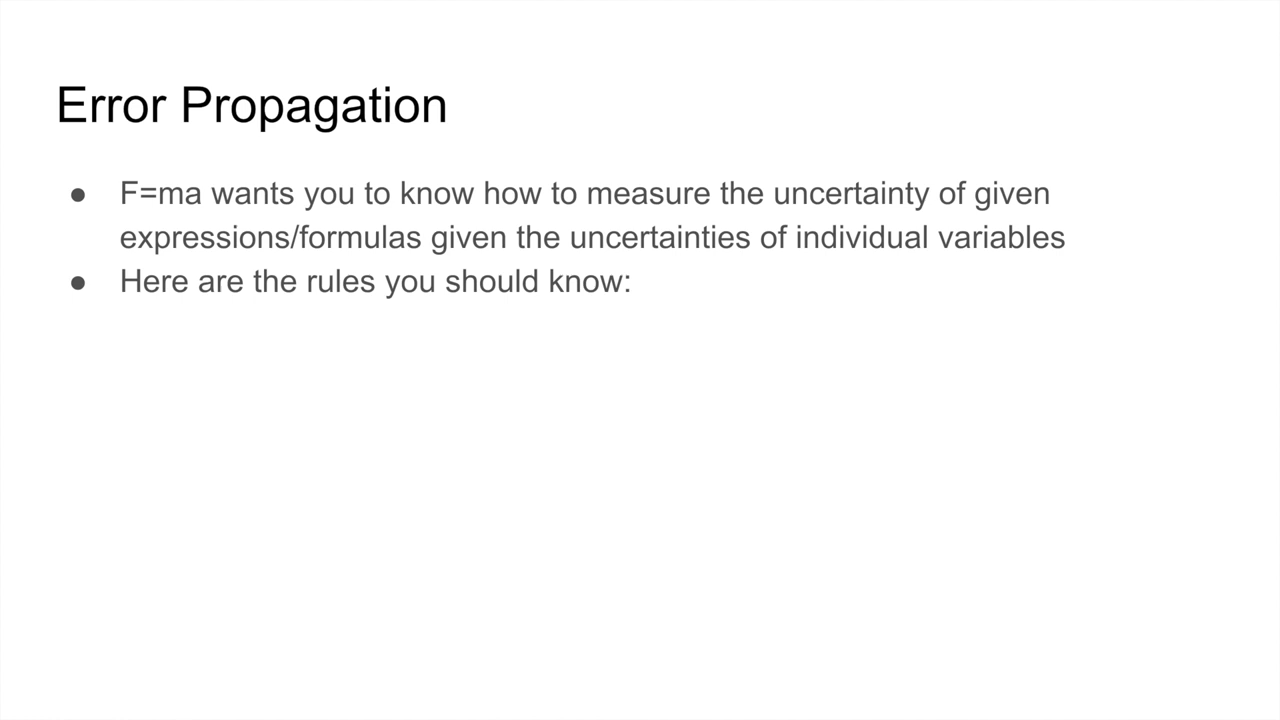 Error Propagation
● F=ma wants you to know how to measure the uncertainty of given
expressions/formulas given the uncertainties of individual variables
● Here are the rules you should know: